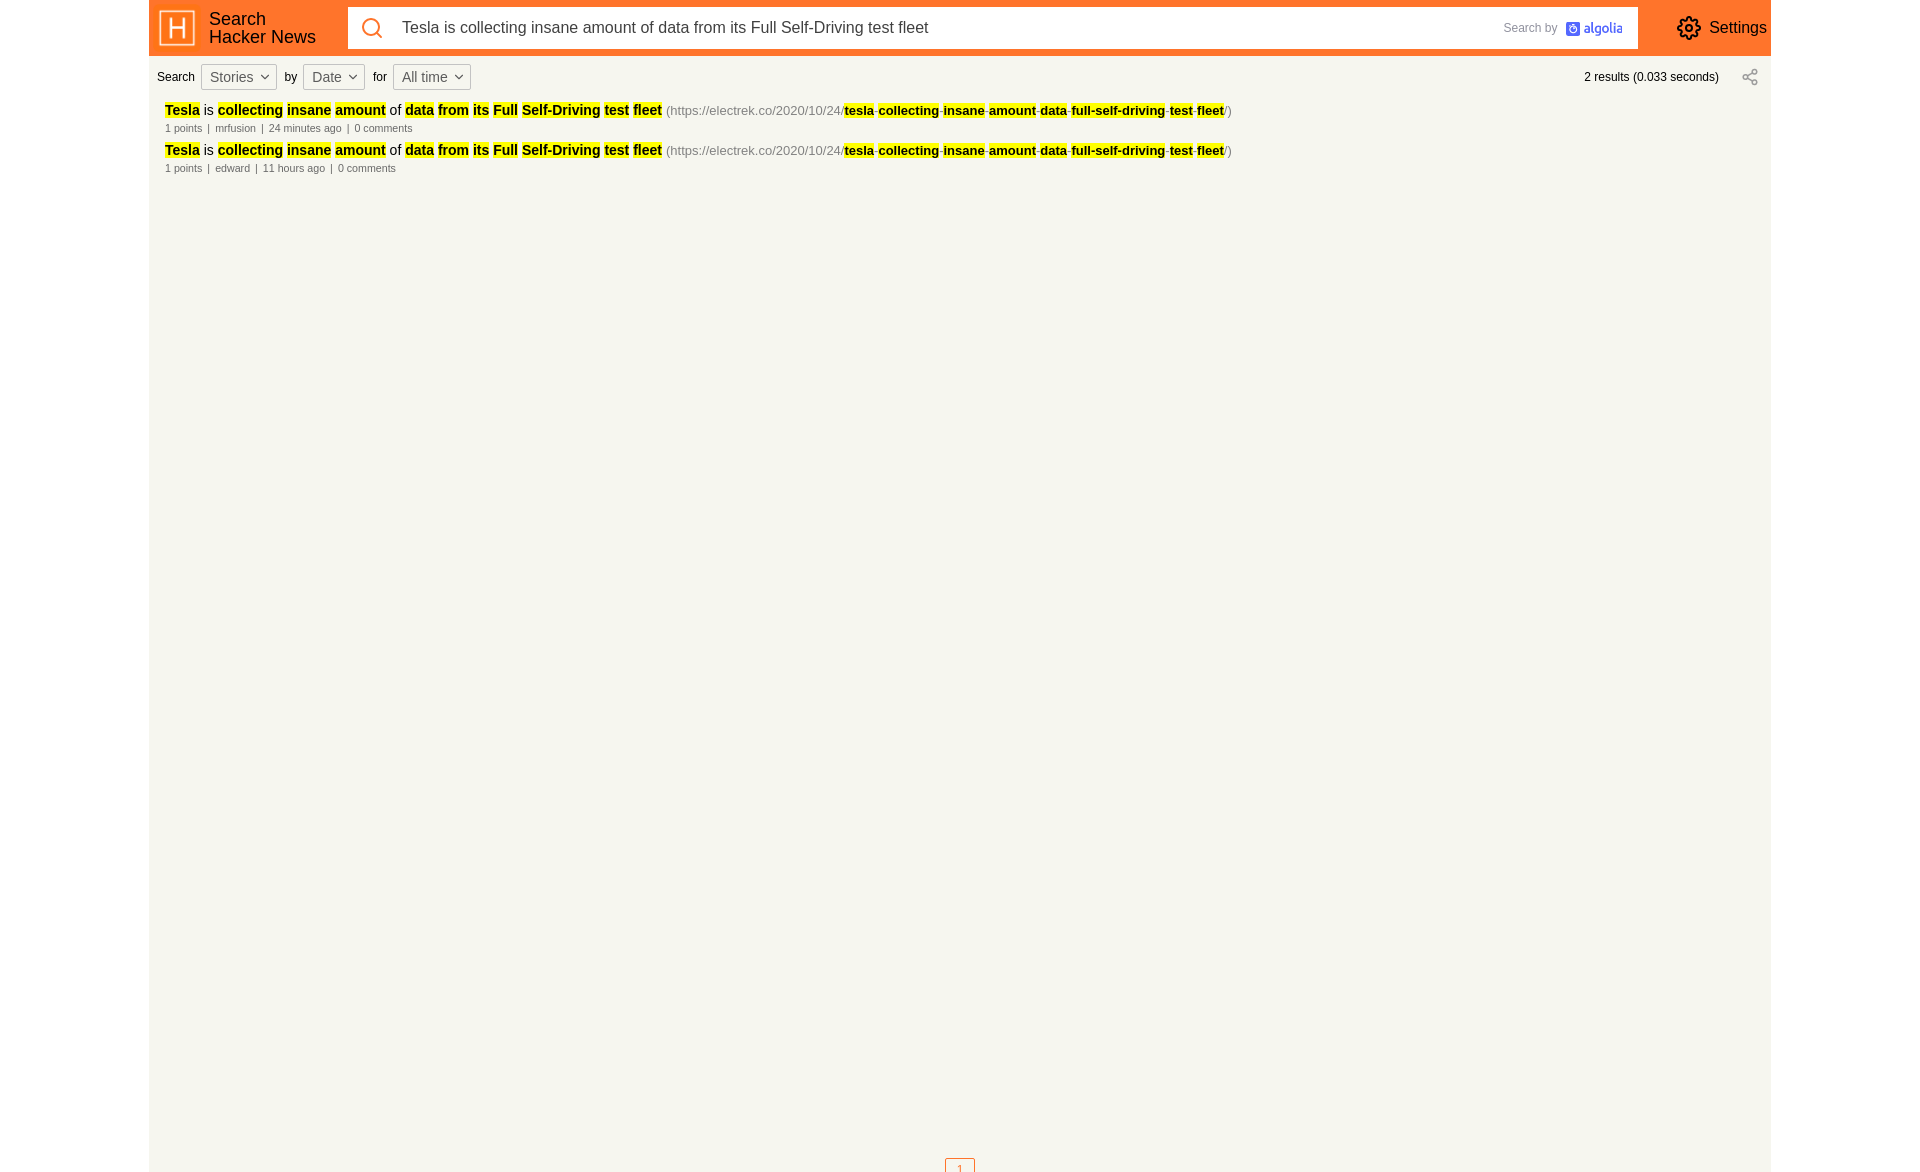 H
Search
Hacker News
Tesla is collecting insane amount of data from its Full Self-Driving test fleet
Search by algolia
Settings
Search Stories by Date for All time
2 results (0.033 seconds)
Tesla is collecting insane amount of data from its Full Self-Driving test fleet (https://electrek.co/2020/10/24/tesla-collecting-insane-amount-data-full-self-driving-test-fleet/)
1 points | mrfusion | 24 minutes ago | 0 comments
Tesla is collecting insane amount of data from its Full Self-Driving test fleet (https://electrek.co/2020/10/24/tesla-collecting-insane-amount-data-full-self-driving-test-fleet/)
1 points | edward | 11 hours ago | 0 comments
1